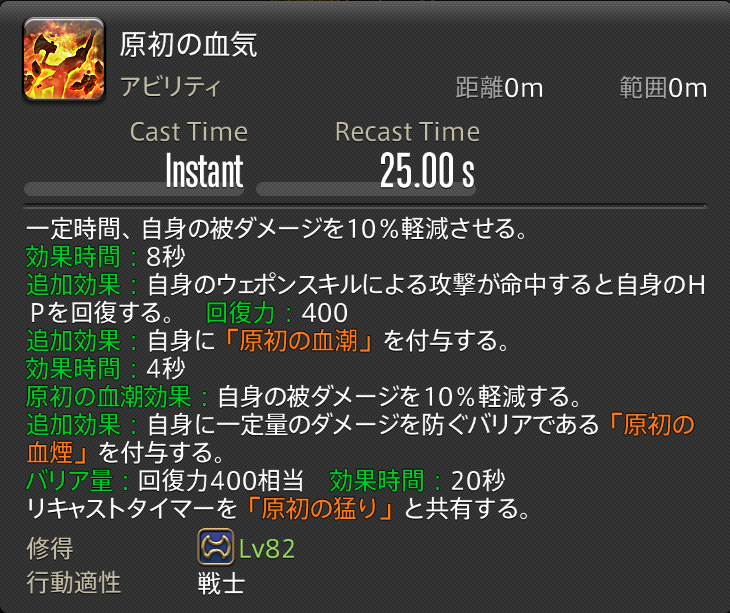 原初の血気
アビリティ 距離0m 範囲0m
Cast Time Recast Time
Instant 25.00 s
一定時間、自身の被ダメージを10%軽減させる。
効果時間：8秒
追加効果：自身のウェポンスキルによる攻撃が命中すると自身のH
Pを回復する。 回復力：400
追加効果：自身に「原初の血潮」を付与する。
効果時間：4秒
原初の血潮効果：自身の被ダメージを10%軽減する。
追加効果：自身に一定量のダメージを防ぐバリアである「原初の
血煙」を付与する。
バリア量：回復力400相当 効果時間：20秒
リキャストタイマーを「原初の猛り」と共有する。
修得 Lv82
行動適性 戦士